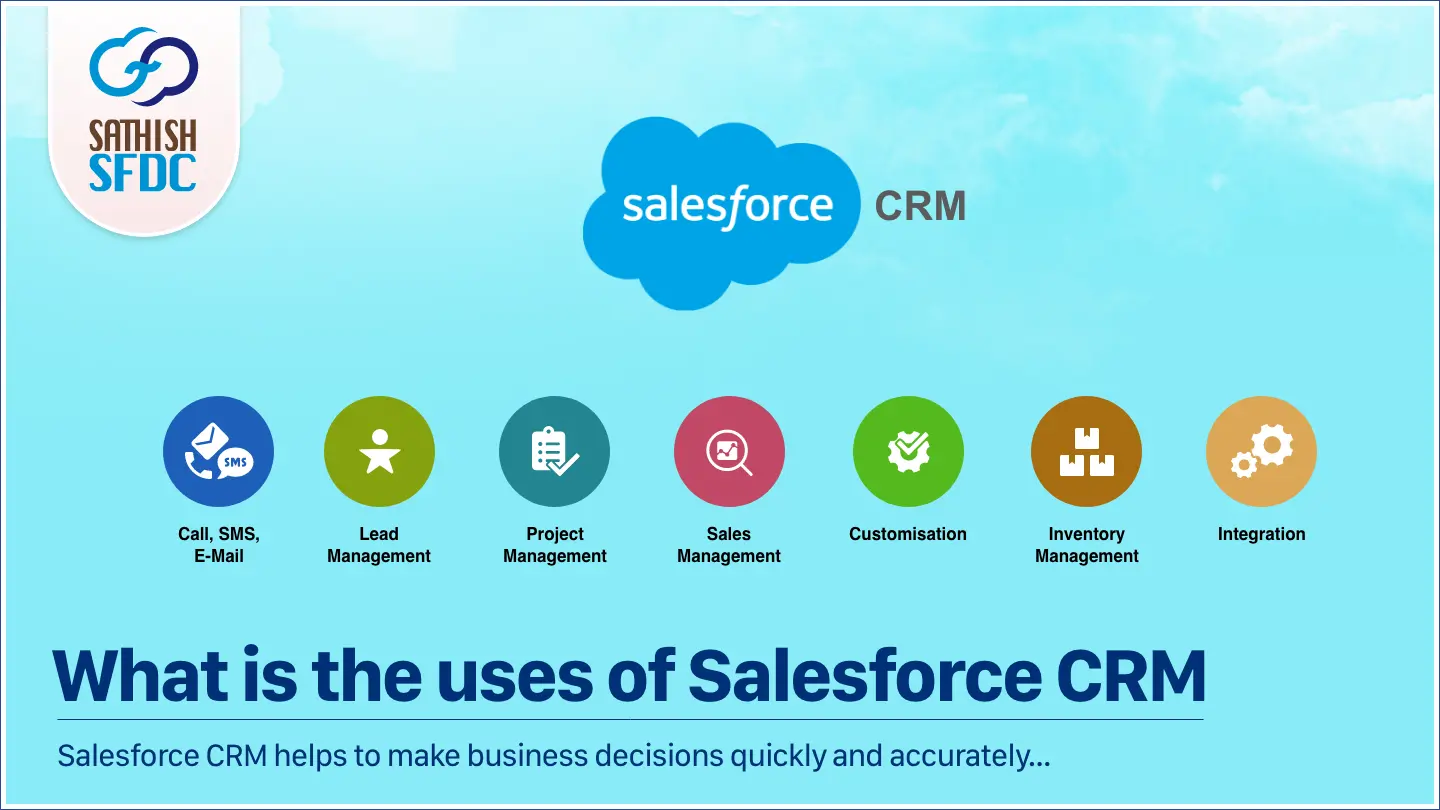 SATHISH
SFDC
salesforce CRM
SMS
Call, SMS,
E-Mail
Lead
Management
Project
Management
Sales
Management
Customisation
Inventory
Management
Integration
What is the uses of Salesforce CRM
Salesforce CRM helps to make business decisions quickly and accurately...